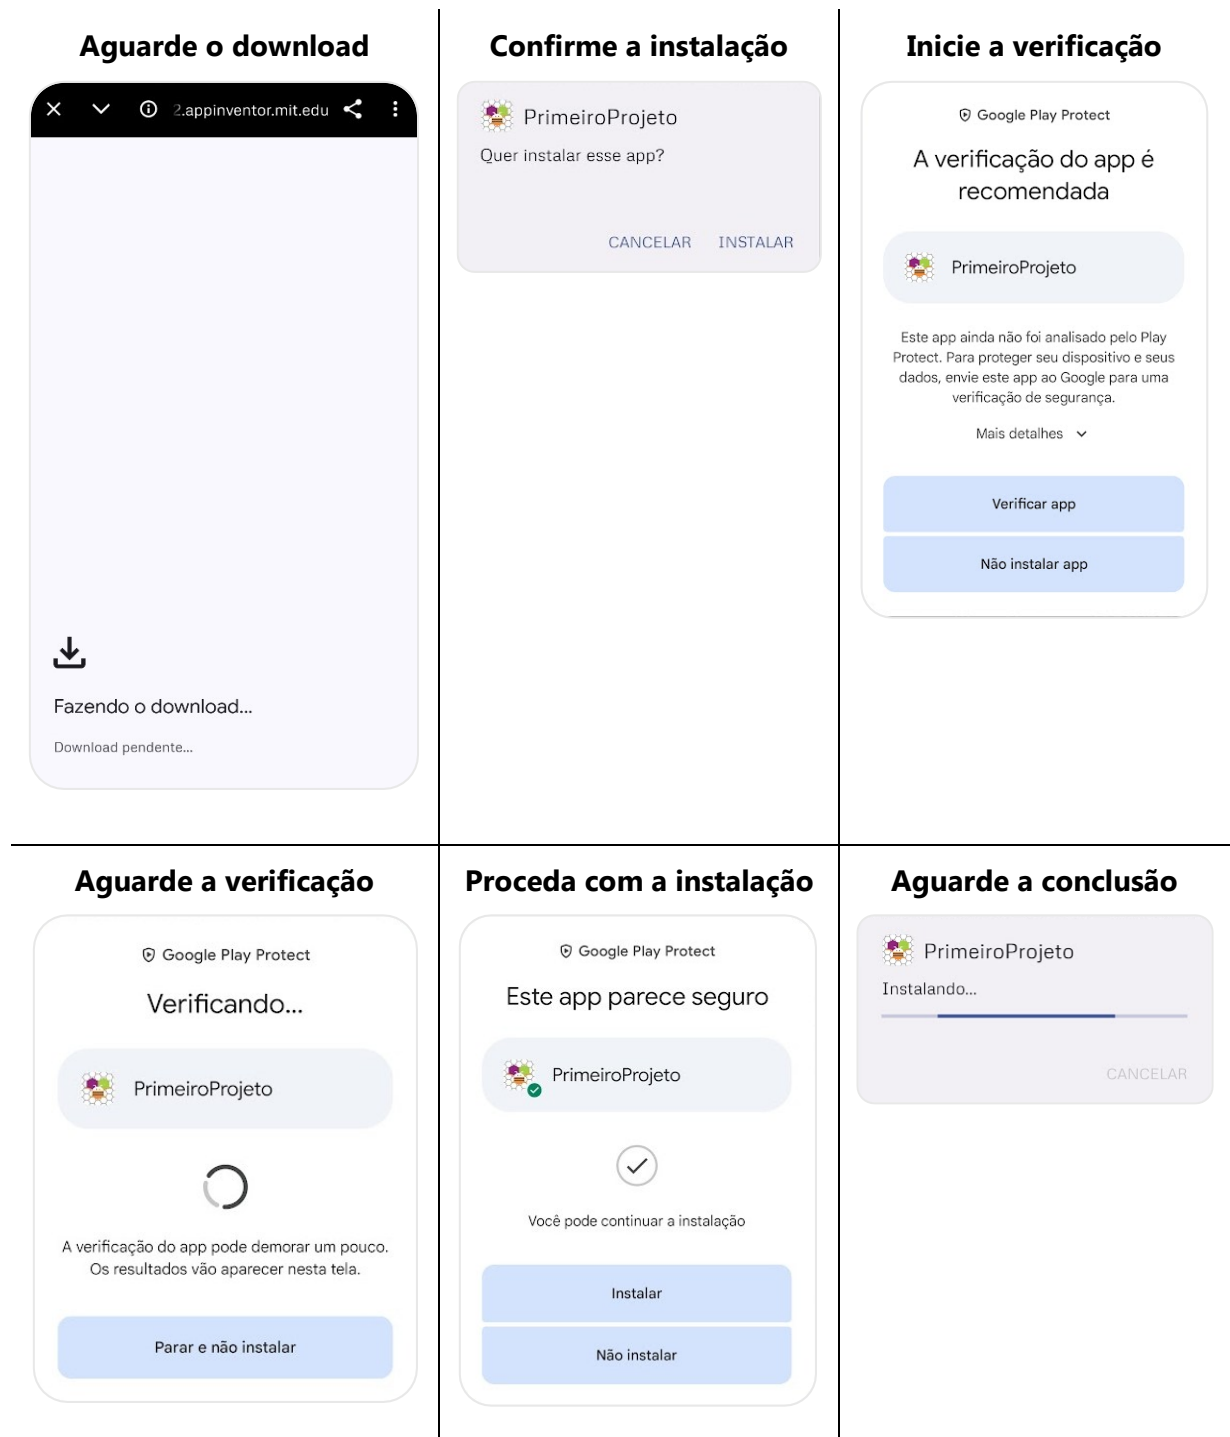 Aguarde o download
2.appinventor.mit.edu
Fazendo o download...
Download pendente...
Confirme a instalação
PrimeiroProjeto
Quer instalar esse app?
CANCELAR INSTALAR
Inicie a verificação
Google Play Protect
A verificação do app é
recomendada
PrimeiroProjeto
Este app ainda não foi analisado pelo Play
Protect. Para proteger seu dispositivo e seus
dados, envie este app ao Google para uma
verificação de segurança.
Mais detalhes
Verificar app
Não instalar app
Aguarde a verificação
Google Play Protect
Verificando...
PrimeiroProjeto
A verificação do app pode demorar um pouco.
Os resultados vão aparecer nesta tela.
Parar e não instalar
Proceda com a instalação
Google Play Protect
Este app parece seguro
PrimeiroProjeto
Você pode continuar a instalação
Instalar
Não instalar
Aguarde a conclusão
PrimeiroProjeto
Instalando...
CANCELAR